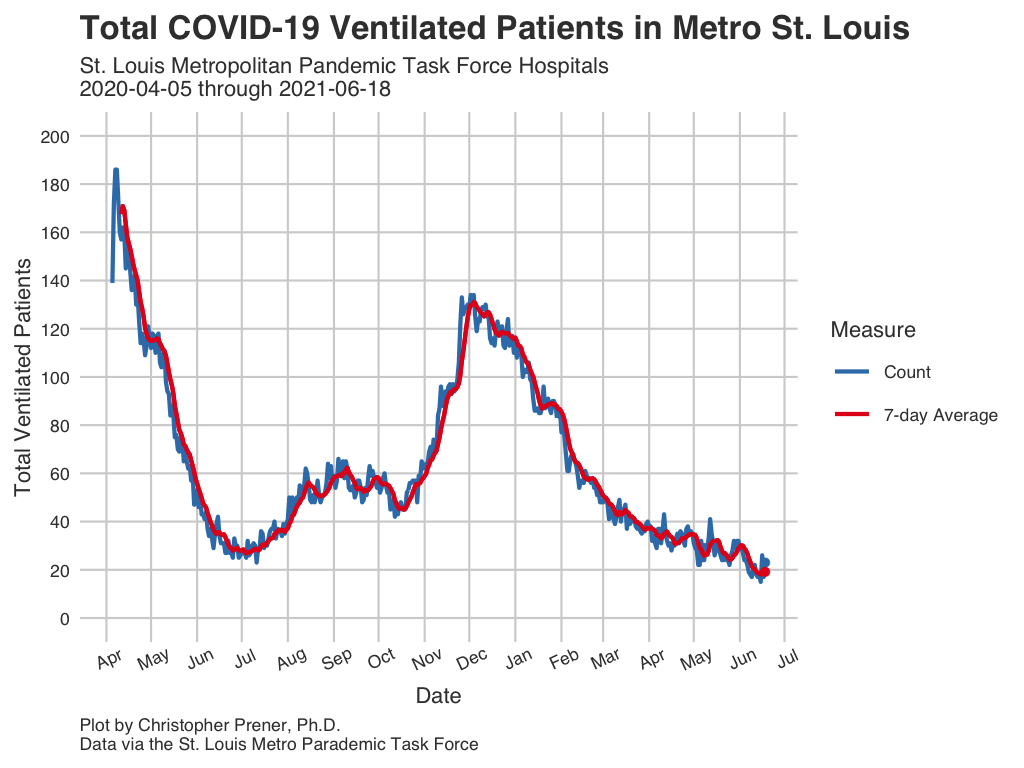 Total COVID-19 Ventilated Patients in Metro St. Louis
St. Louis Metropolitan Pandemic Task Force Hospitals
2020-04-05 through 2021-06-18
Total Ventilated Patients
200
180
160
140
120
100
80
60
40
20
0
Apr May Jun Jul Aug Sep Oct Nov Dec Jan Feb Mar Apr May Jun Jul
Date
Measure
Count
7-day Average
Plot by Christopher Prener, Ph.D.
Data via the St. Louis Metro Parademic Task Force